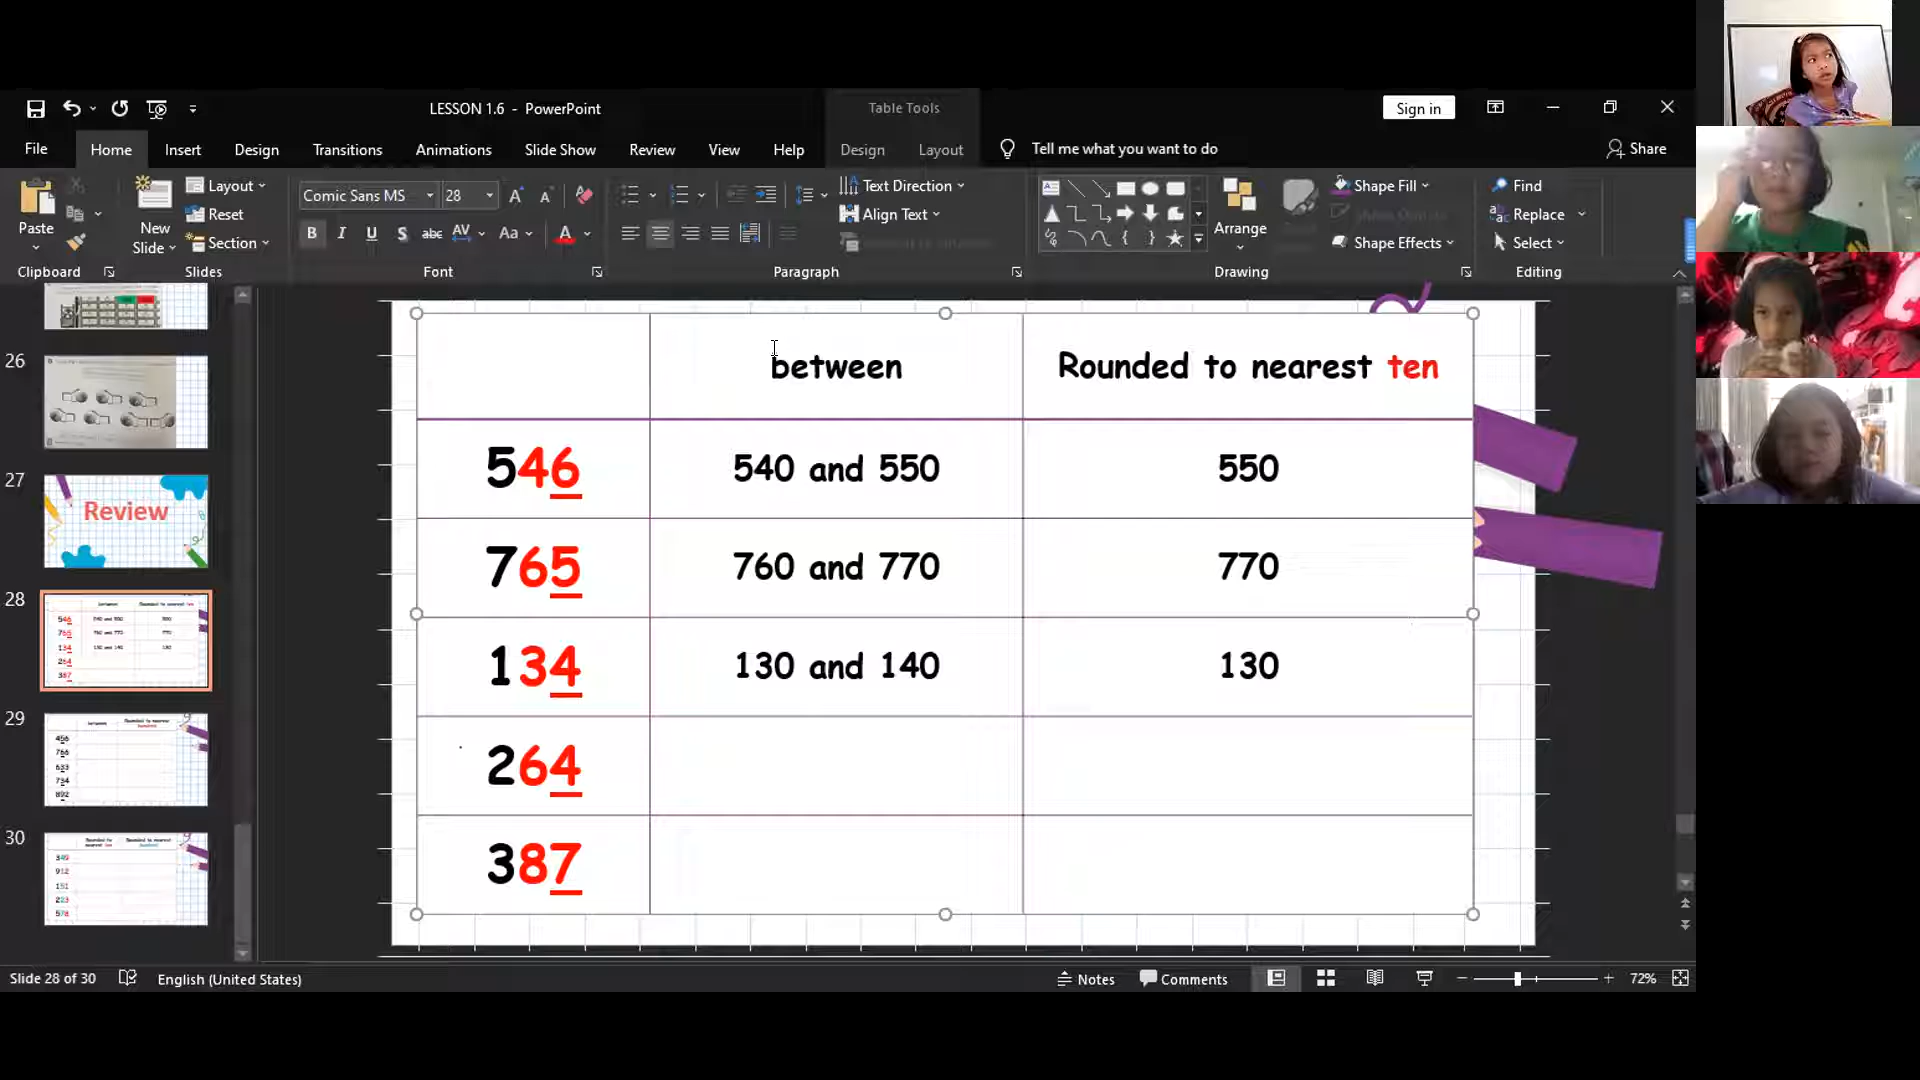 LESSON 1.6 - PowerPoint
Table Tools
Sign in
File Home Insert Design Transitions Animations Slide Show Review View Help Design Layout Tell me what you want to do Share
Paste
New
Slide
Layout
Reset
Section
Comic Sans MS 28
B I U S abc AV Aa A
Text Direction
Align Text
Arrange
Shape Fill
Shape Effects
Find
Replace
Select
Clipboard Slides Font Paragraph Drawing Editing
26
27
Review
28
29
30
between Rounded to nearest ten
546 540 and 550 550
765 760 and 770 770
134 130 and 140 130
264
387
Slide 28 of 30 English (United States) Notes Comments 72%